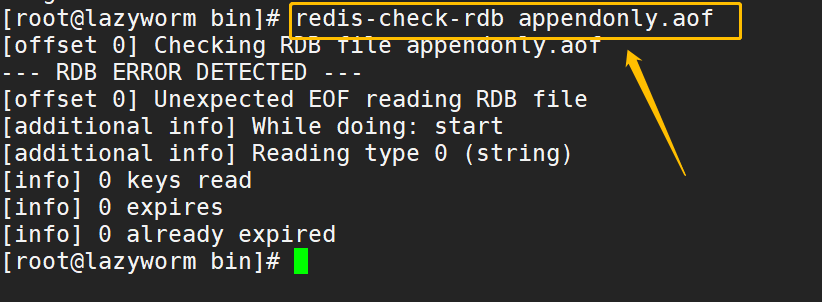 [root@lazyworm bin]# redis-check-rdb appendonly.aof
[offset 0] Checking RDB file appendonly.aof
--- RDB ERROR DETECTED ---
[offset 0] Unexpected EOF reading RDB file
[additional info] While doing: start
[additional info] Reading type 0 (string)
[info] 0 keys read
[info] 0 expires
[info] 0 already expired
[root@lazyworm bin]#